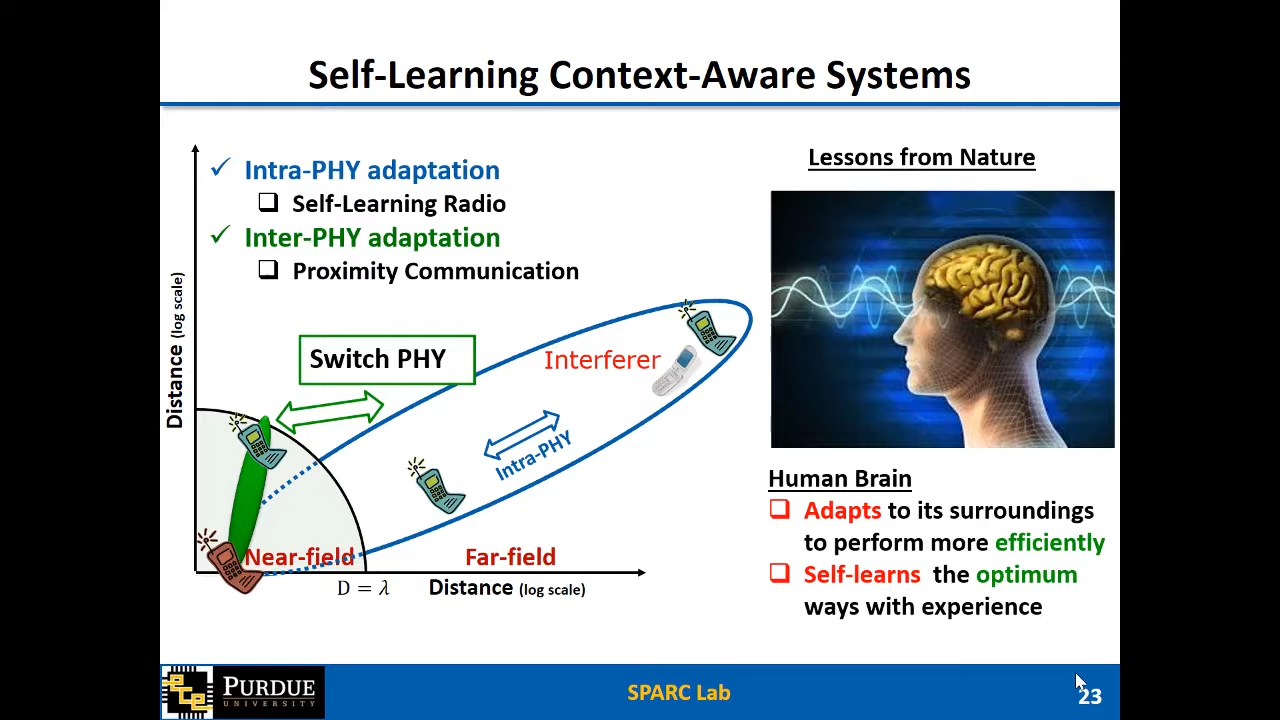 Self-Learning Context-Aware Systems
✓ Intra-PHY adaptation
❑ Self-Learning Radio
✓ Inter-PHY adaptation
❑ Proximity Communication
Distance (log scale)
Switch PHY
Interferer
Intra-PHY
Near-field
Far-field
D = λ
Distance (log scale)
Lessons from Nature
Human Brain
❑ Adapts to its surroundings
to perform more efficiently
❑ Self-learns the optimum
ways with experience
ece
PURDUE
UNIVERSITY
SPARC Lab
23